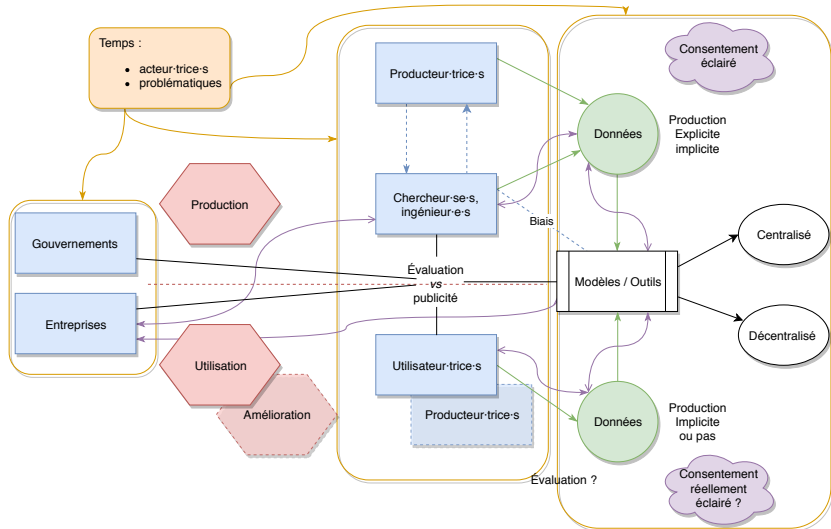 Temps :
• acteur·trice·s
• problématiques
Producteur·trice·s
Consentement
éclairé
Données
Production
Explicite
implicite
Production
Chercheur·se·s,
ingénieur·e·s
Biais
Gouvernements
Centralisé
Évaluation
vs
publicité
Modèles / Outils
Entreprises
Décentralisé
Utilisation
Utilisateur·trice·s
Amélioration
Producteur·trice·s
Données
Production
Implicite
ou pas
Évaluation ?
Consentement
réellement
éclairé ?